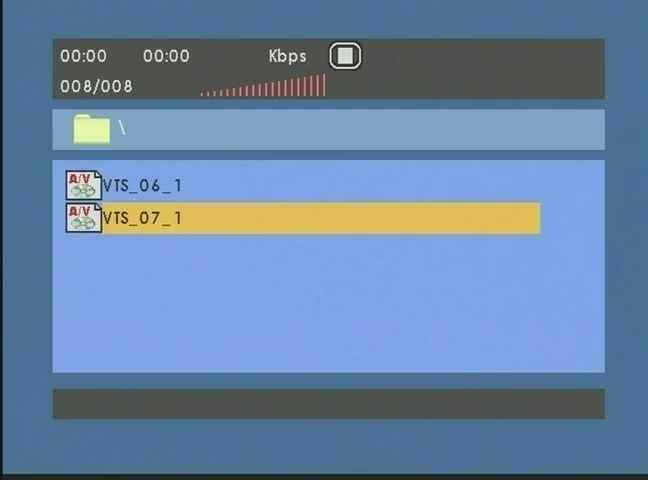 00:00 00:00 Kbps
008/008
\
A/V VTS_06_1
A/V VTS_07_1